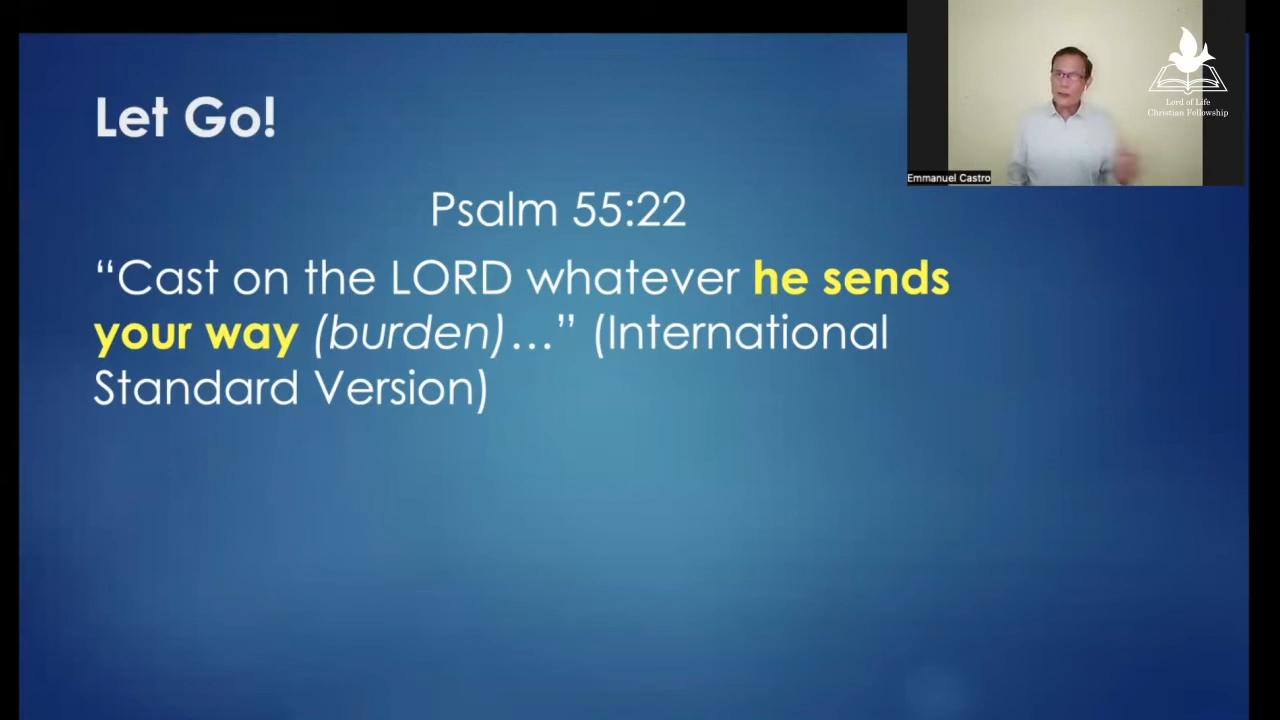 Let Go!
Psalm 55:22
“Cast on the LORD whatever he sends
your way (burden)…” (International
Standard Version)
Lord of Life
Christian Fellowship
Emmanuel Castro